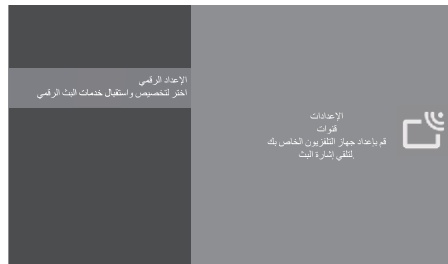 الإعداد الرقمي
اختر لتخصيص واستقبال خدمات البث الرقمي
الإعدادات
قنوات
قم بإعداد جهاز التلفزيون الخاص بك
لتلقي إشارة البث.